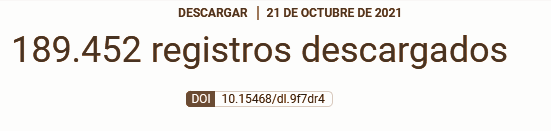 DESCARGAR | 21 DE OCTUBRE DE 2021
189.452 registros descargados
DOI 10.15468/dl.9f7dr4